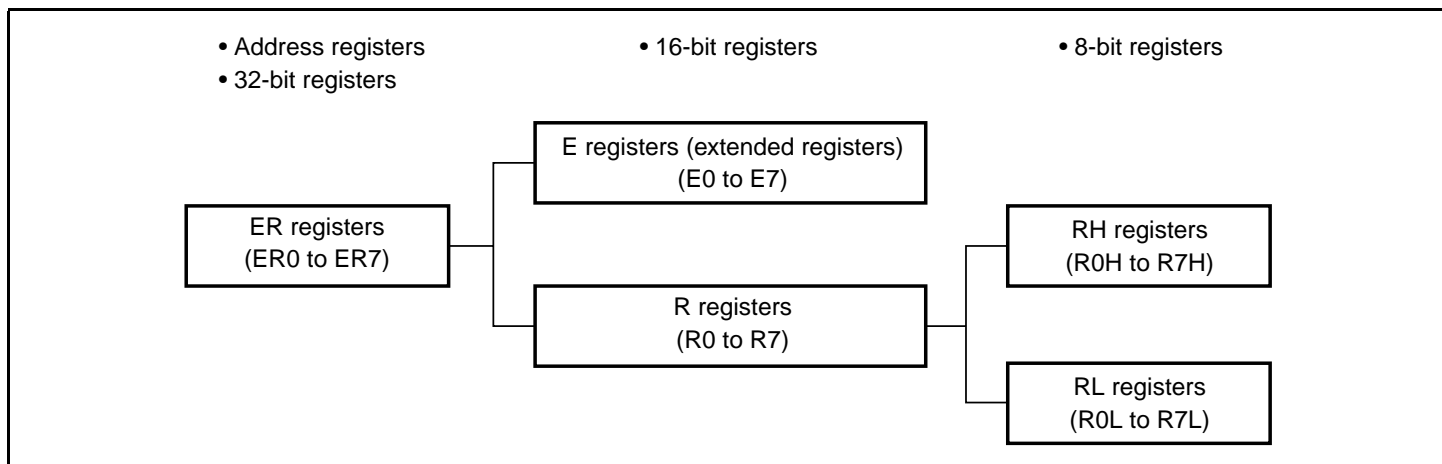 • Address registers
• 32-bit registers
• 16-bit registers
• 8-bit registers
E registers (extended registers)
(E0 to E7)
ER registers
(ER0 to ER7)
RH registers
(R0H to R7H)
R registers
(R0 to R7)
RL registers
(R0L to R7L)